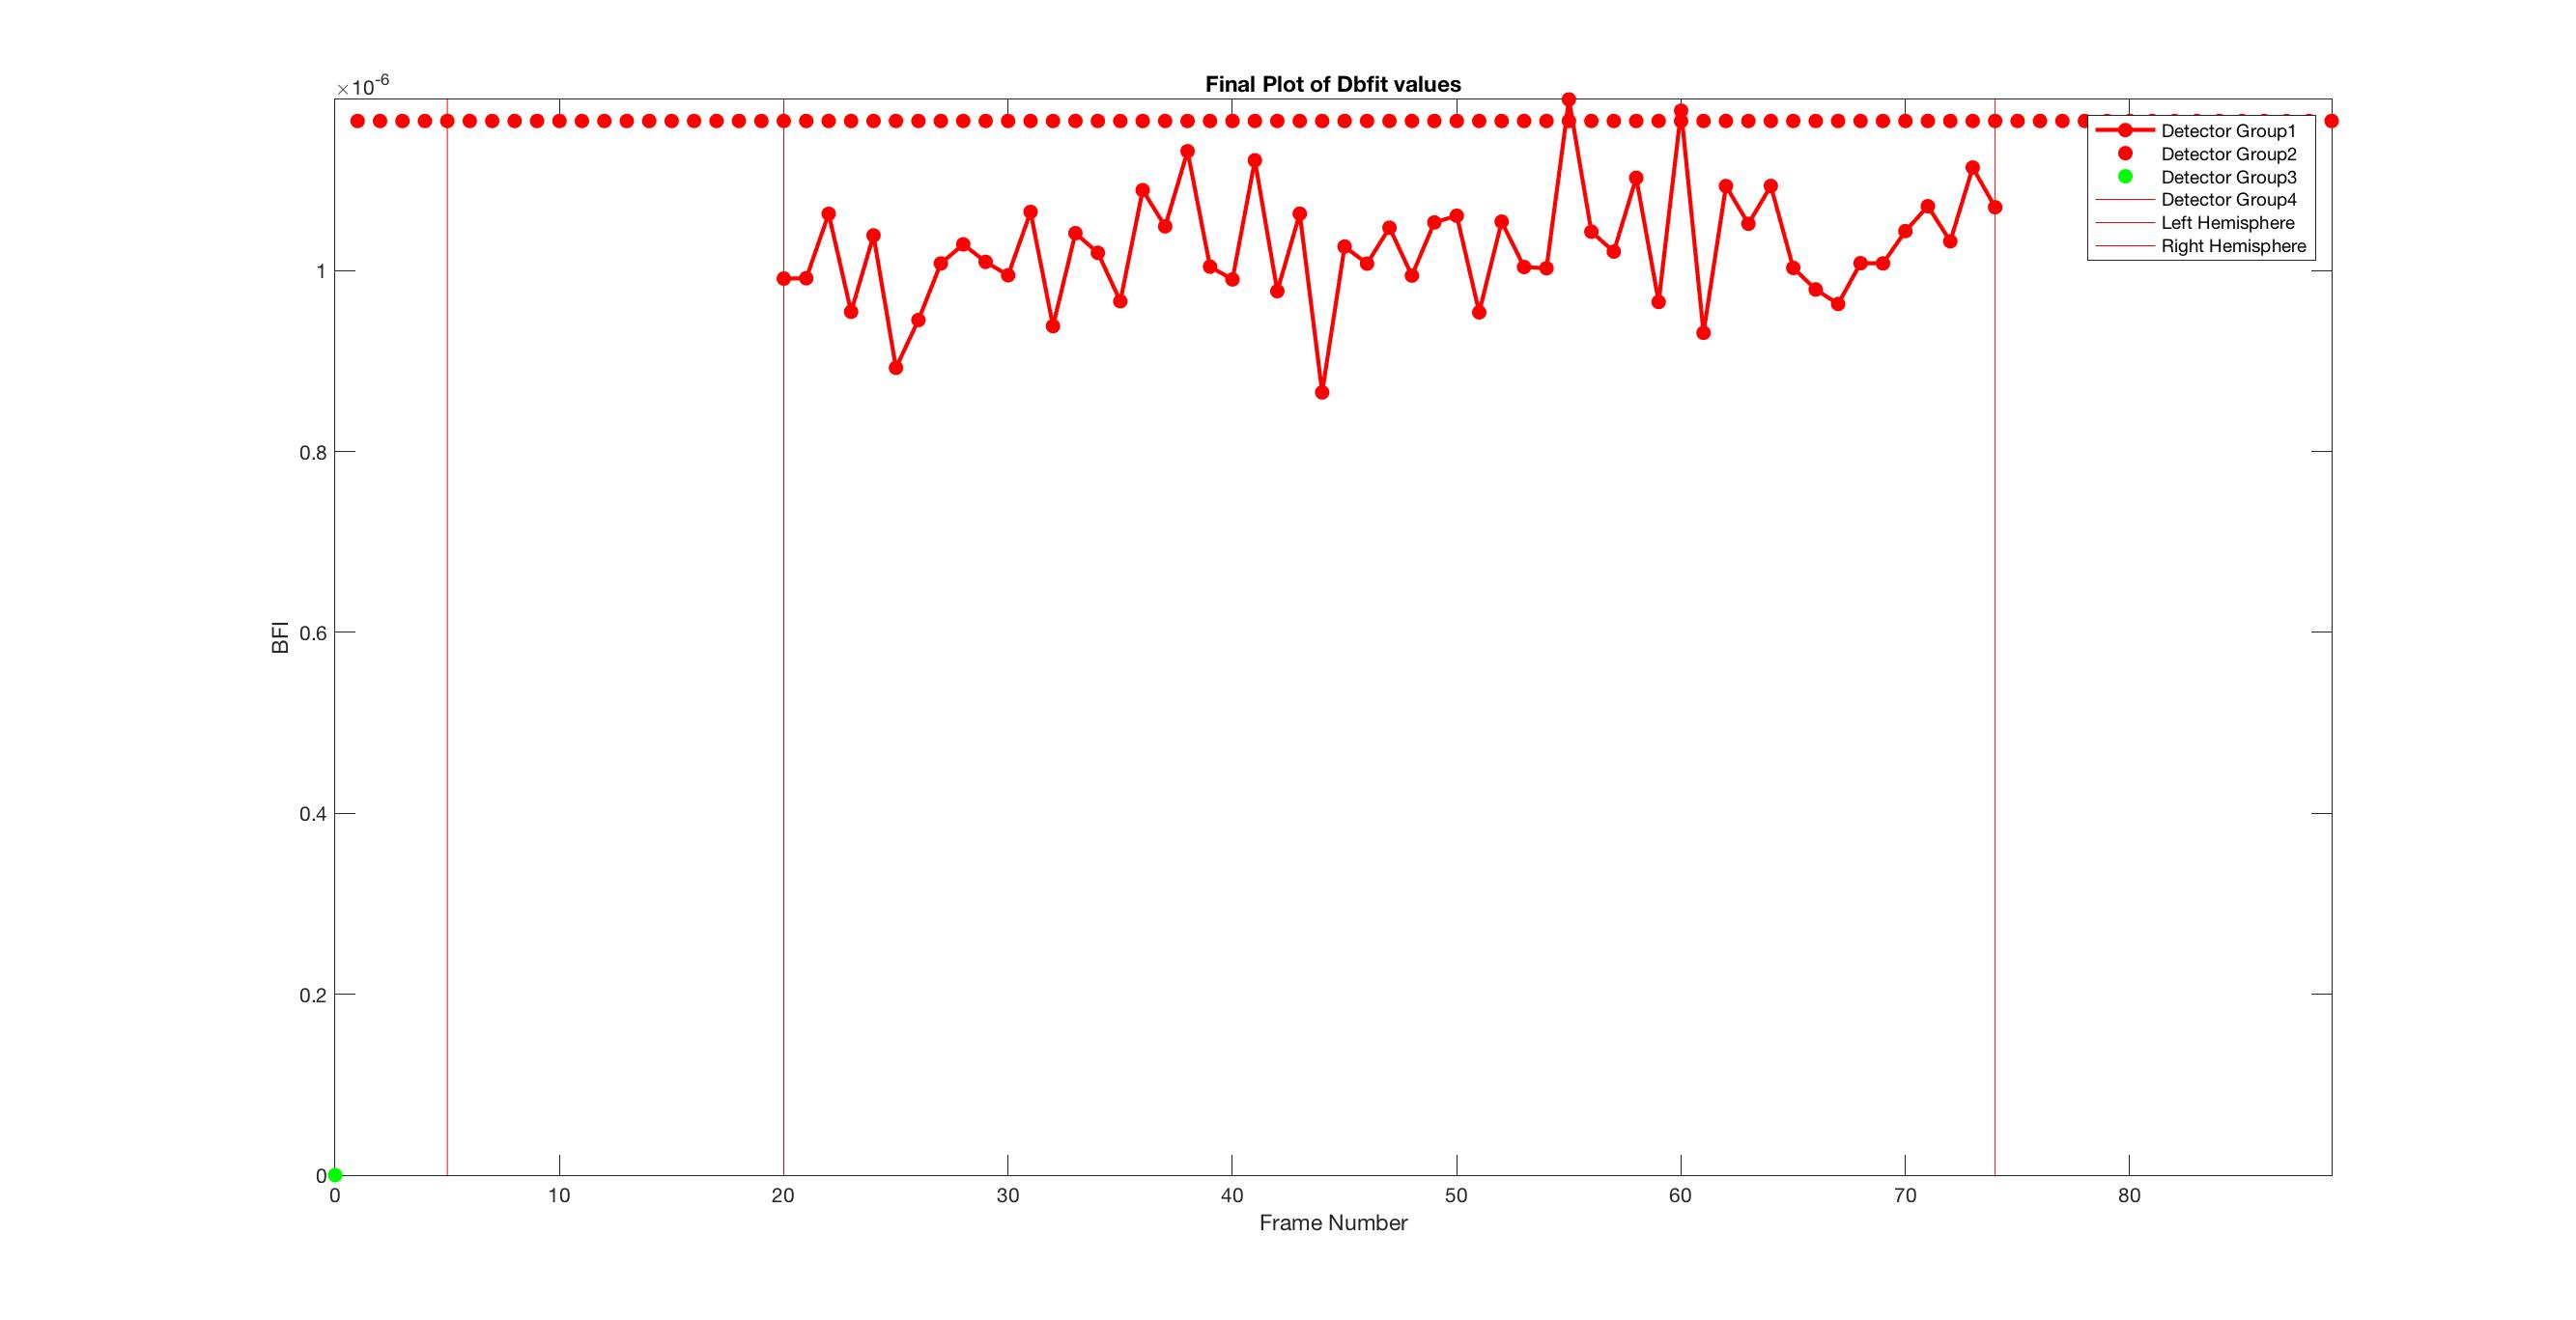 Final Plot of Dbfit values
×10-6
1
0.8
0.6
0.4
0.2
0
BFI
0 10 20 30 40 50 60 70 80
Frame Number
Detector Group1
Detector Group2
Detector Group3
Detector Group4
Left Hemisphere
Right Hemisphere